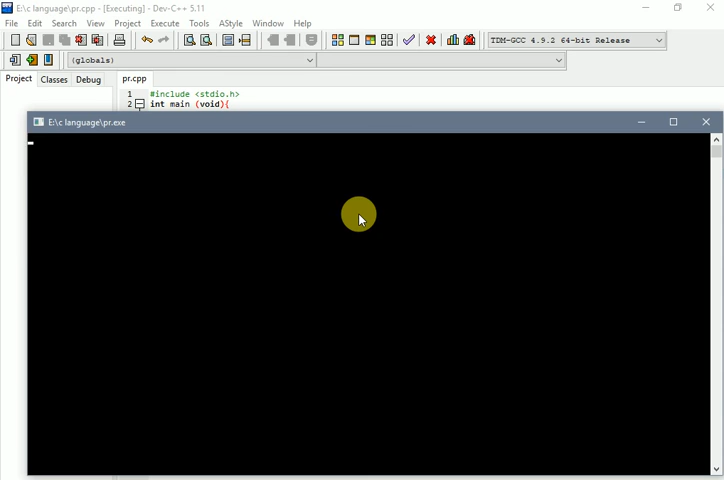 E:\c language\pr.cpp - [Executing] - Dev-C++ 5.11
File Edit Search View Project Execute Tools AStyle Window Help
TDM-GCC 4.9.2 64-bit Release
(globals)
Project Classes Debug pr.cpp
1 #include <stdio.h>
2 int main (void){
E:\c language\pr.exe